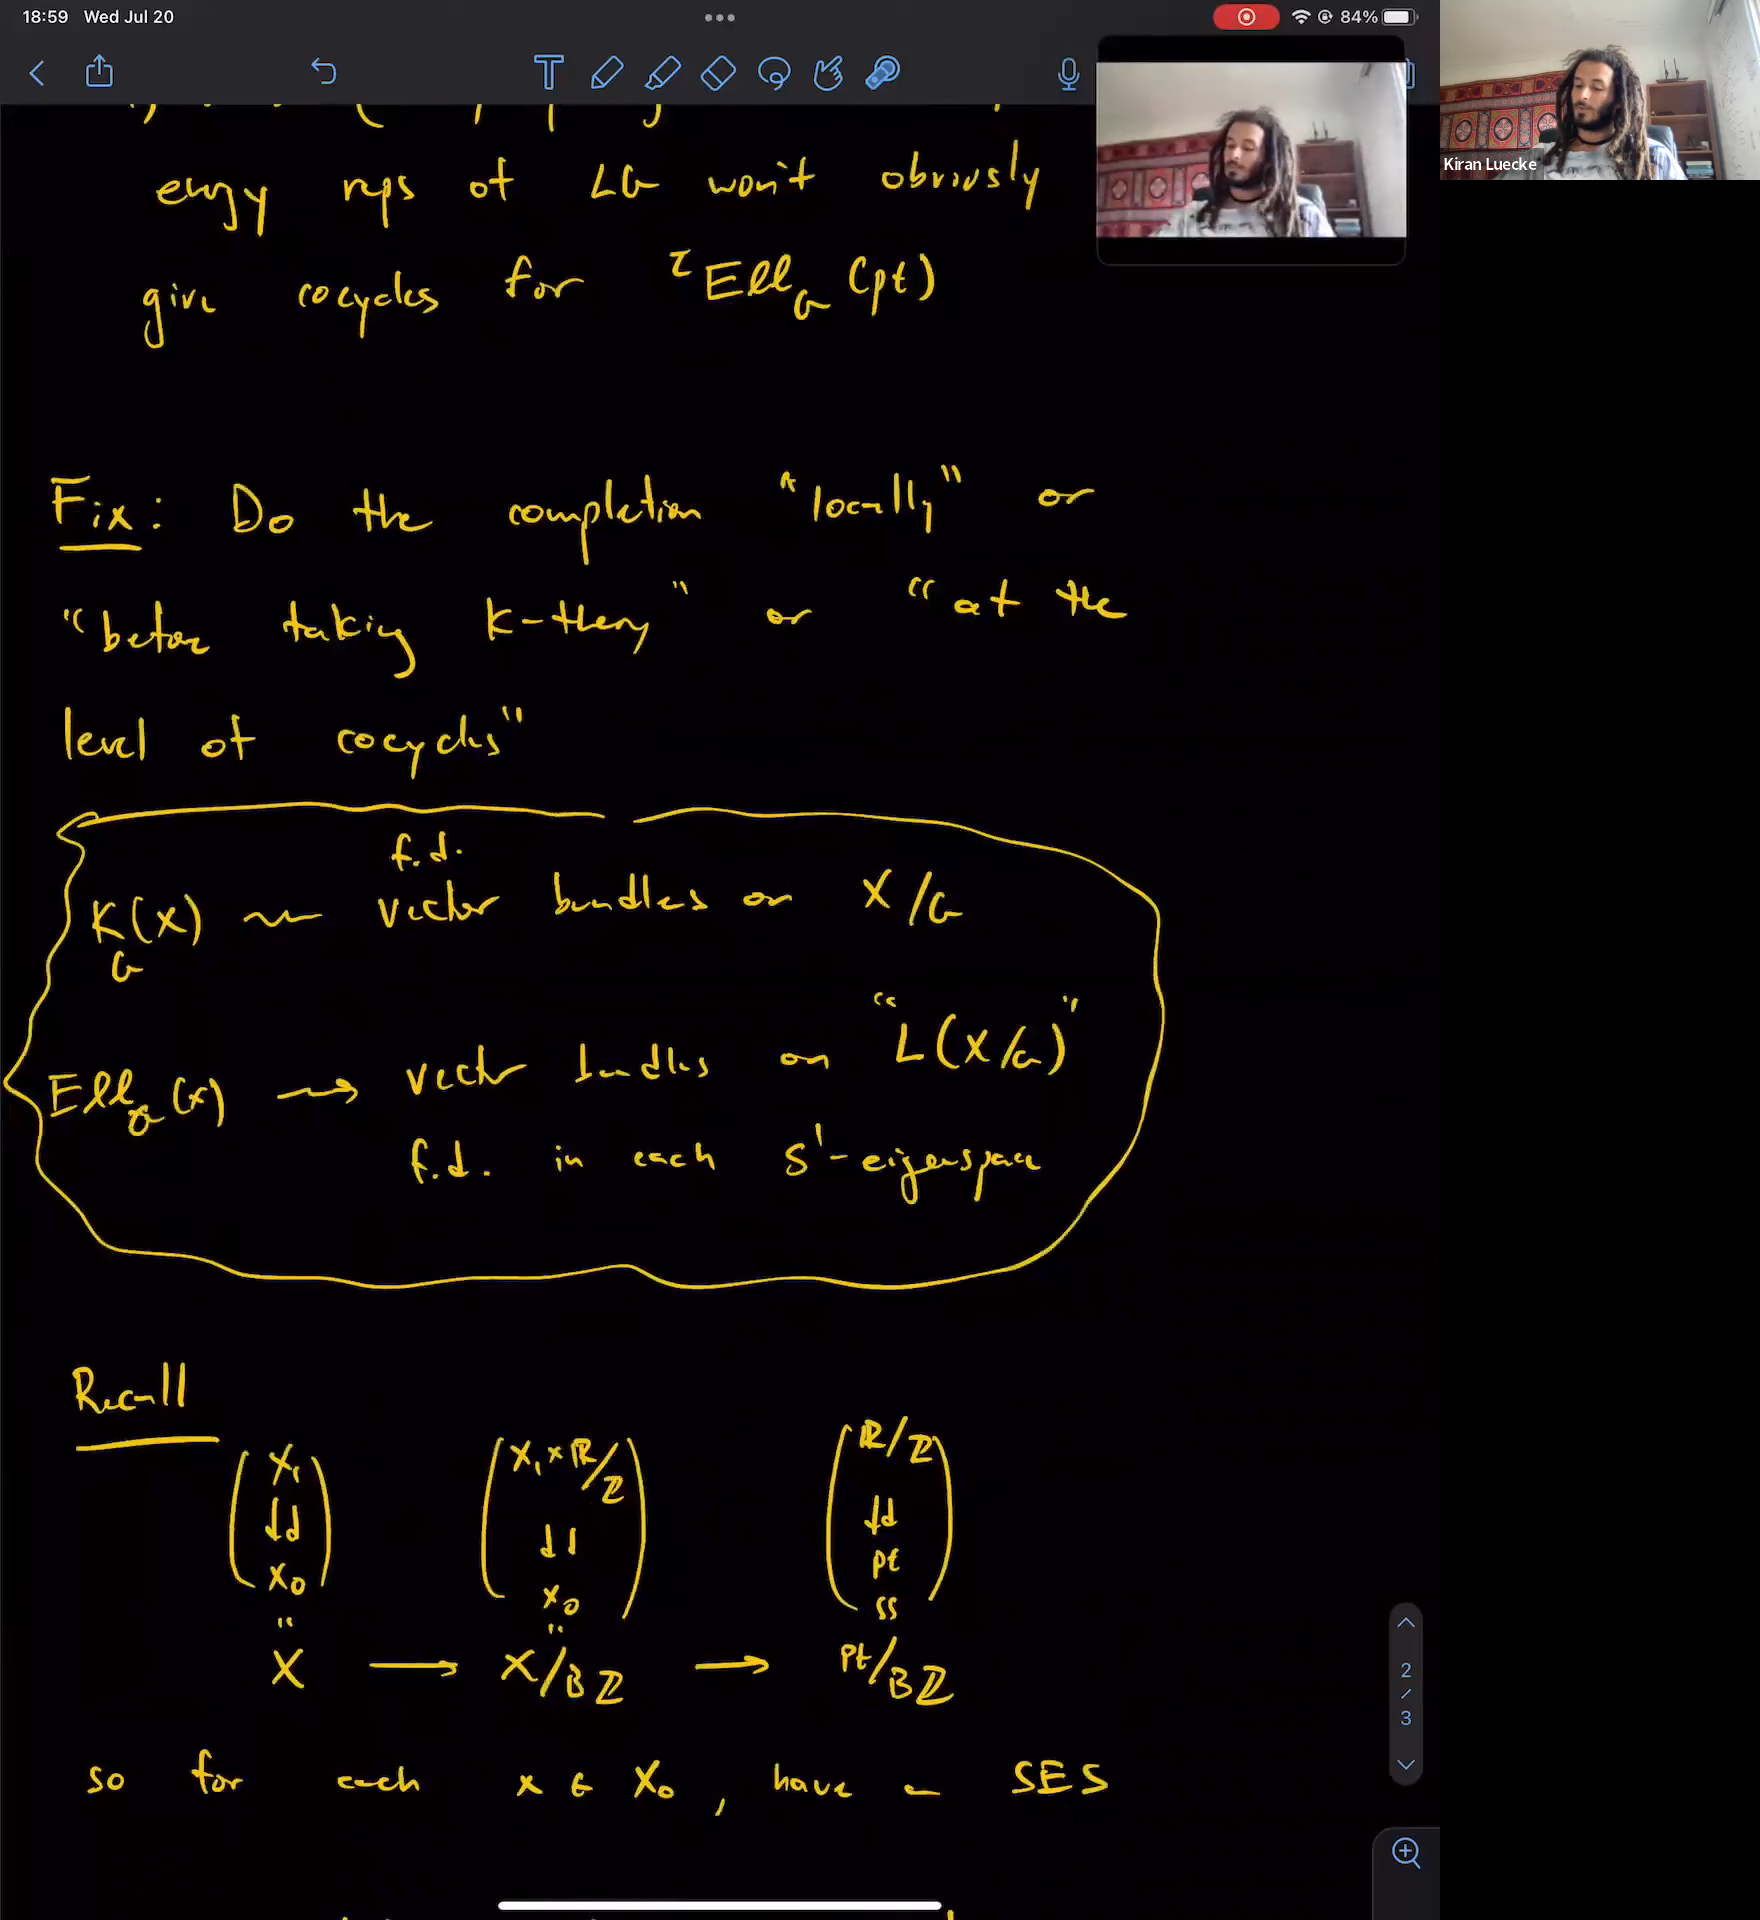 18:59 Wed Jul 20
84%
Kiran Luecke
engy reps of LG won't obviously
give cocycles for ᵗEll_G (pt)
Fix: Do the completion "locally" or
"before taking K-theory" or "at the
level of cocycles"
f.d.
K_G(X) ~ vector bundles on X/G
Ell_G(X) ⇝ vector bundles on "L(X/G)"
f.d. in each S¹-eigenspace
Recall
X₁ X₁ × ℝ/ℤ ℝ/ℤ
↓↓ ↓↓ ↓↓
X₀ X₀ pt
X → X/Bℤ → pt/Bℤ
so for each x ∈ X₀, have a SES
2
/
3